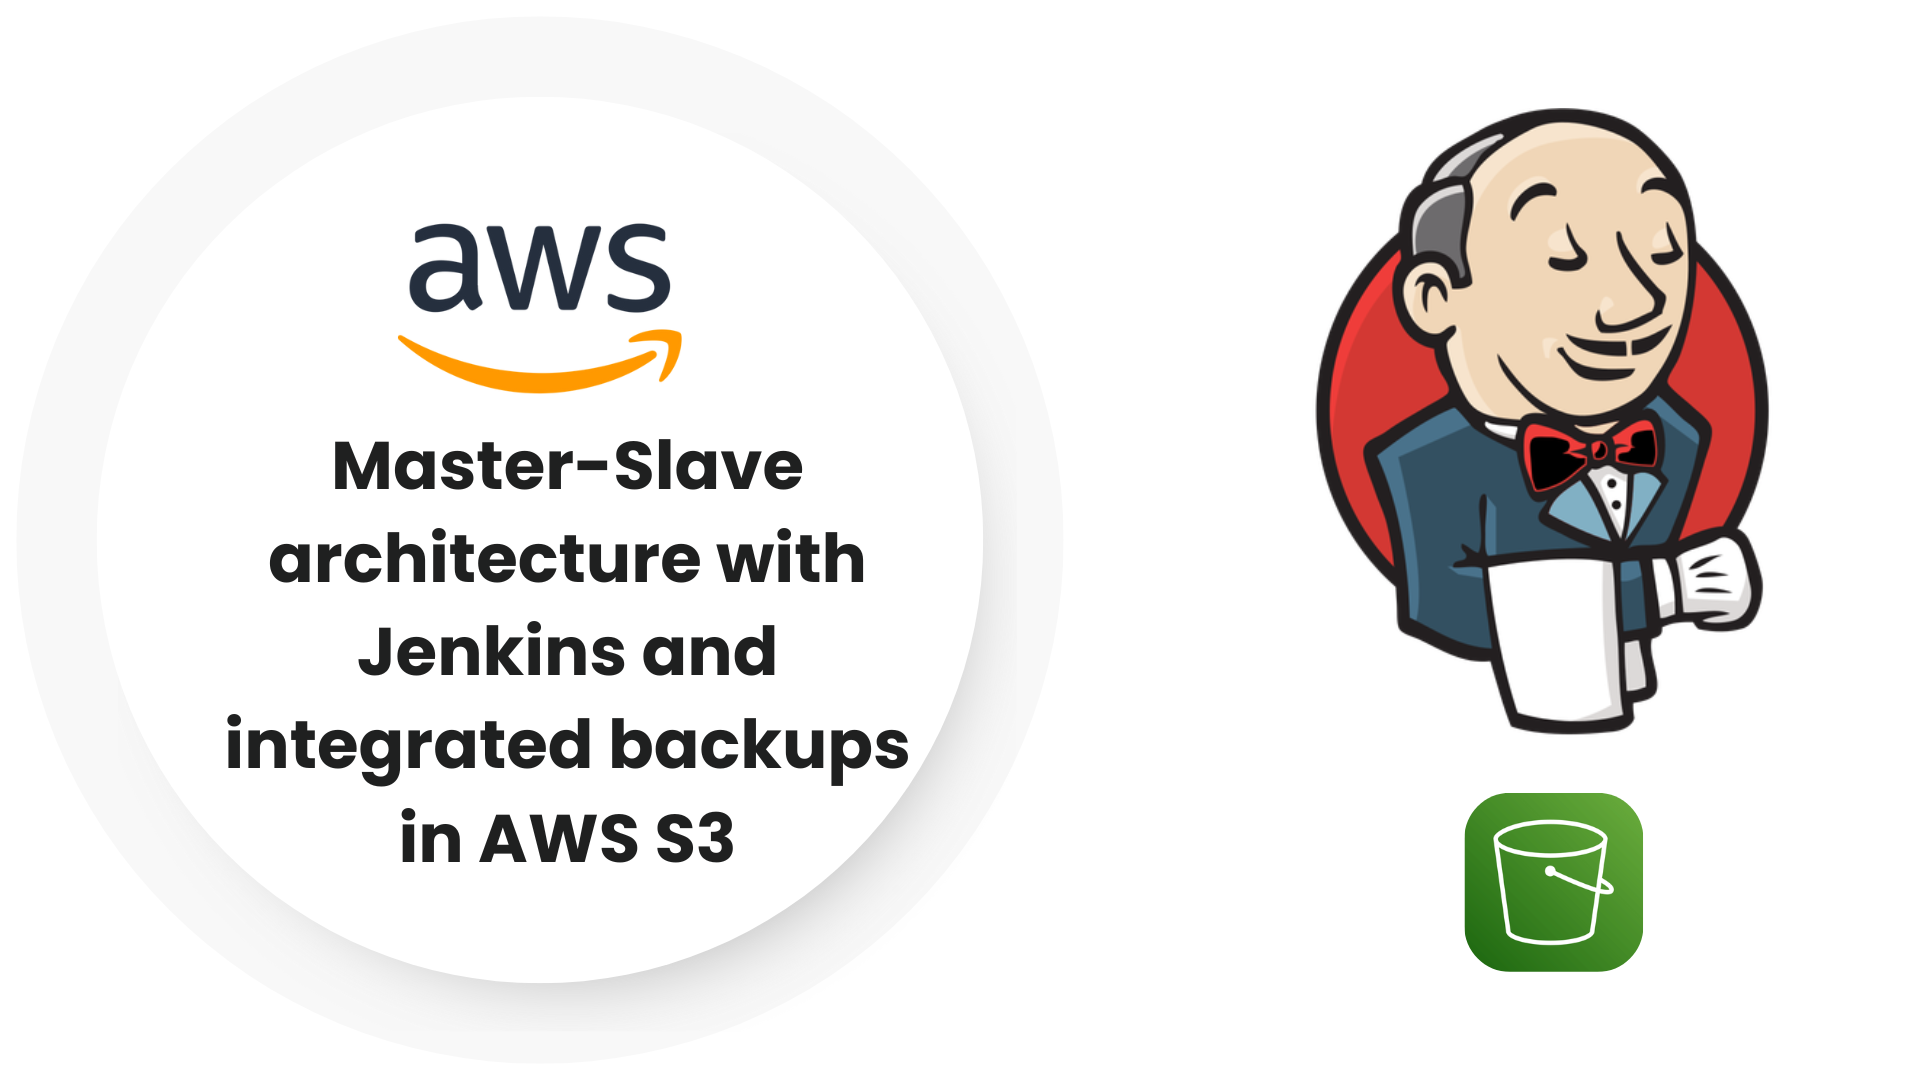 aws
Master-Slave
architecture with
Jenkins and
integrated backups
in AWS S3